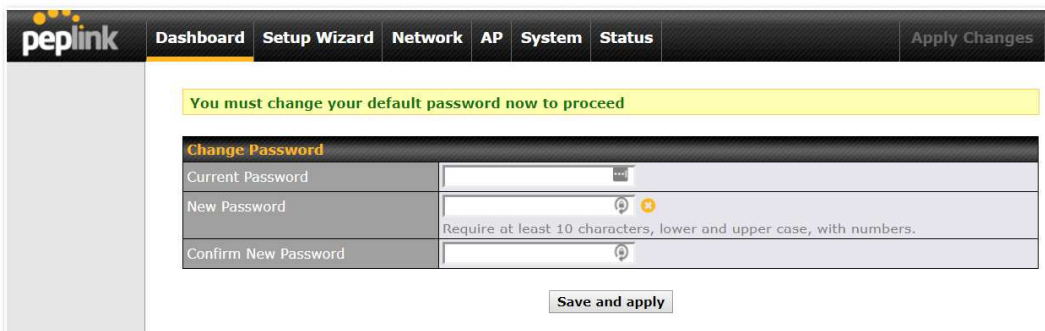 peplink
Dashboard Setup Wizard Network AP System Status Apply Changes
You must change your default password now to proceed
Change Password
Current Password
New Password
Require at least 10 characters, lower and upper case, with numbers.
Confirm New Password
Save and apply